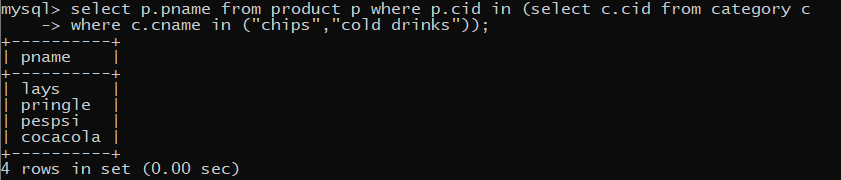 mysql> select p.pname from product p where p.cid in (select c.cid from category c
    -> where c.cname in ("chips","cold drinks"));
+----------+
| pname    |
+----------+
| lays     |
| pringle  |
| pespsi   |
| cocacola |
+----------+
4 rows in set (0.00 sec)